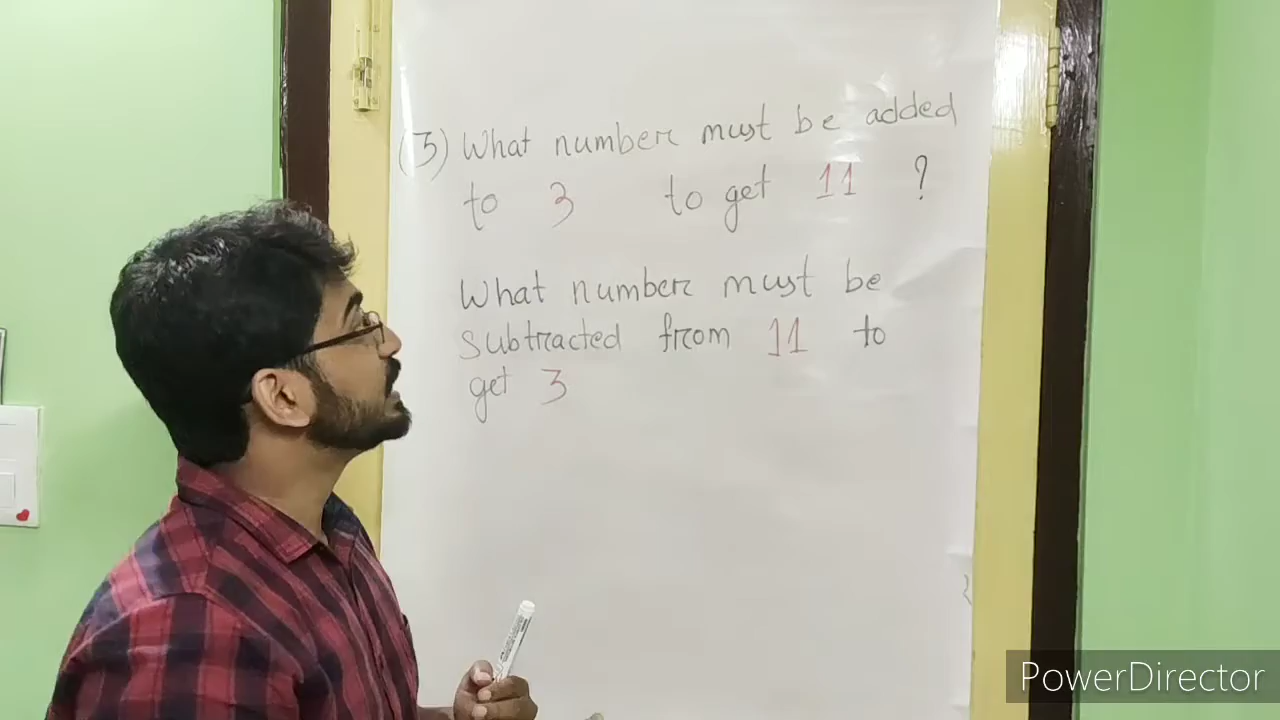 (3) What number must be added
to 3 to get 11 ?
What number must be
subtracted from 11 to
get 3
PowerDirector